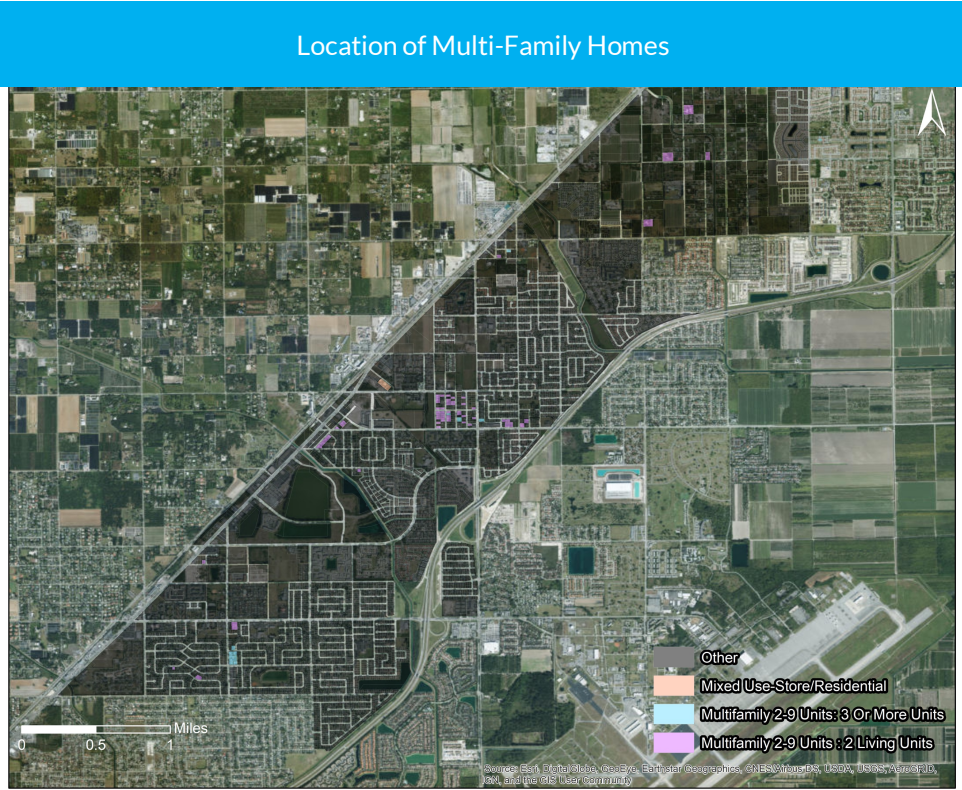 Location of Multi-Family Homes
Other
Mixed Use-Store/Residential
Multifamily 2-9 Units: 3 Or More Units
Multifamily 2-9 Units : 2 Living Units
Miles
0 0.5 1
Source: Esri, DigitalGlobe, GeoEye, Earthstar Geographics, CNES/Airbus DS, USDA, USGS, AeroGRID,
IGN, and the GIS User Community